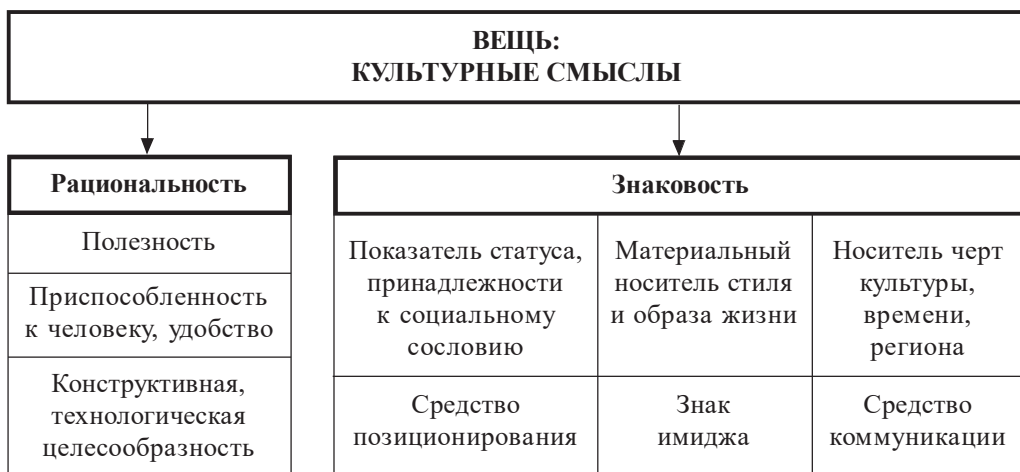 ВЕЩЬ:
КУЛЬТУРНЫЕ СМЫСЛЫ
Рациональность
Полезность
Приспособленность
к человеку, удобство
Конструктивная,
технологическая
целесообразность
Знаковость
Показатель статуса,
принадлежности
к социальному
сословию
Материальный
носитель стиля
и образа жизни
Носитель черт
культуры,
времени,
региона
Средство
позиционирования
Знак
имиджа
Средство
коммуникации